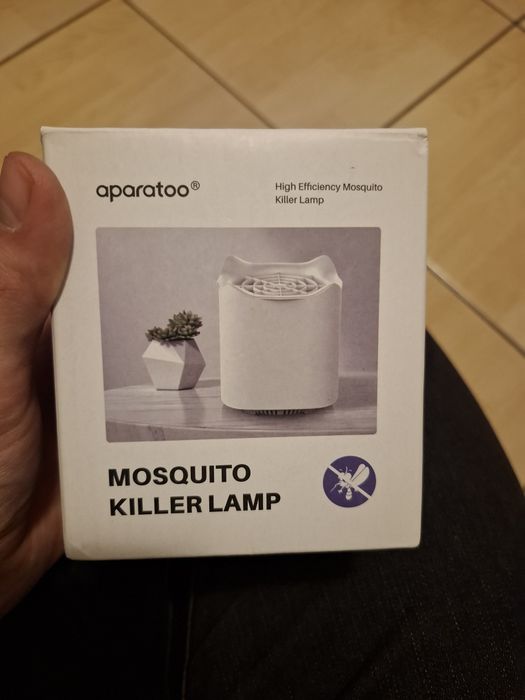 aparatoo®
High Efficiency Mosquito
Killer Lamp
MOSQUITO
KILLER LAMP